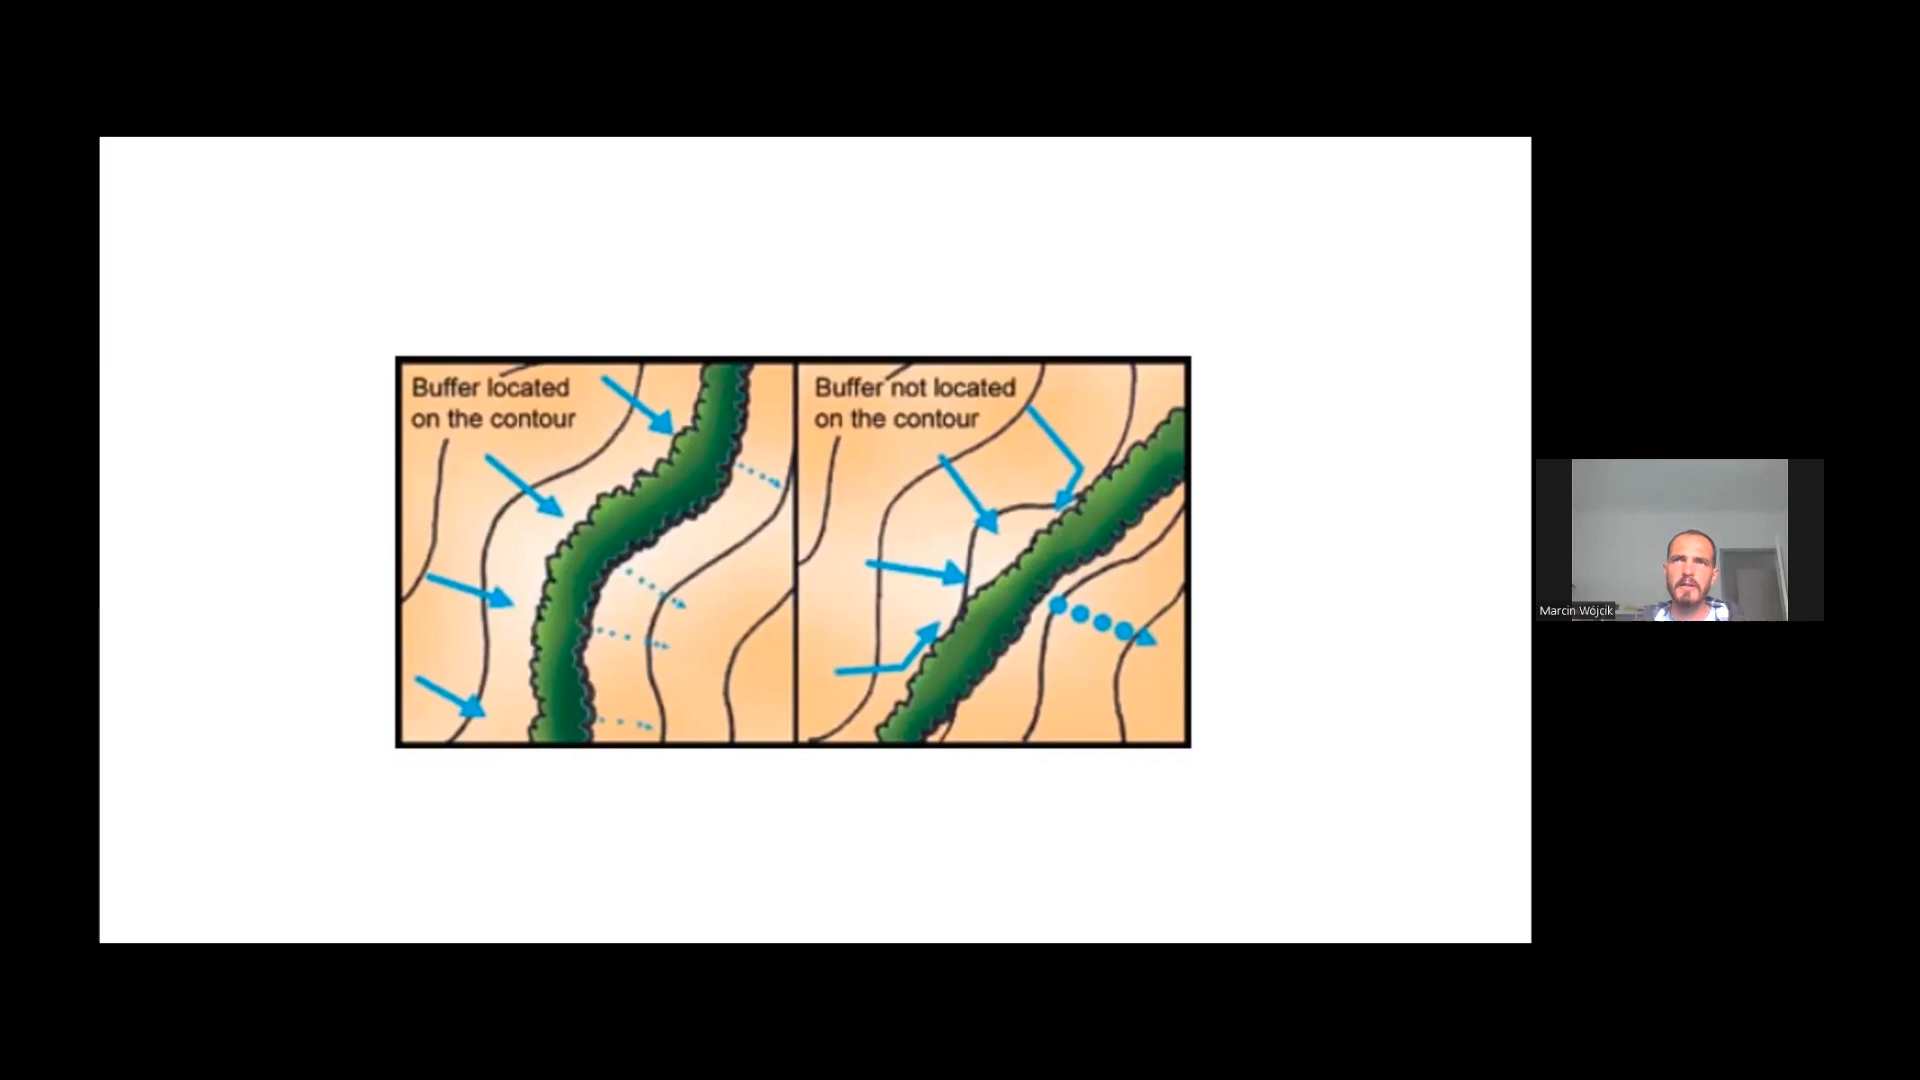 Buffer located
on the contour
Buffer not located
on the contour
Marcin Wójcik